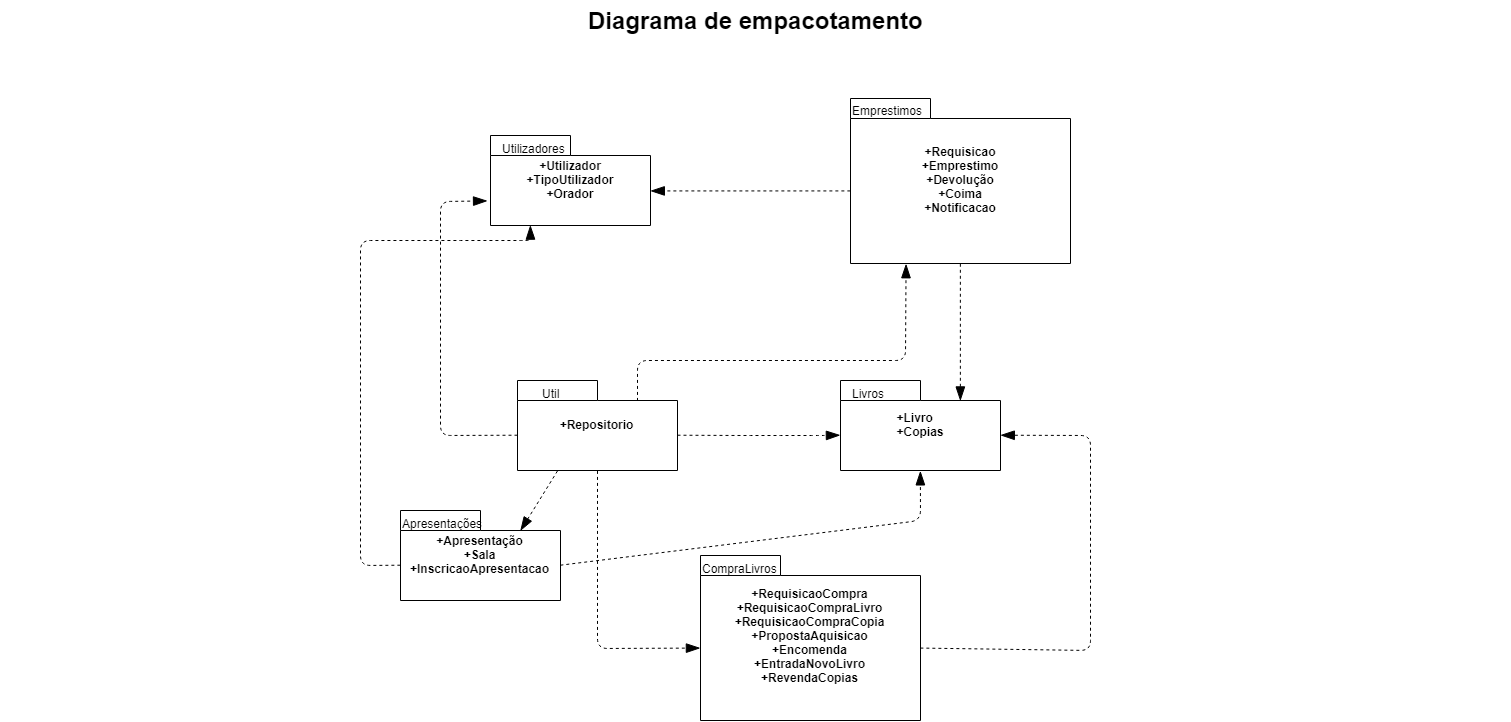 Diagrama de empacotamento
Emprestimos
+Requisicao
+Emprestimo
+Devolução
+Coima
+Notificacao
Utilizadores
+Utilizador
+TipoUtilizador
+Orador
Util
+Repositorio
Livros
+Livro
+Copias
Apresentações
+Apresentação
+Sala
+InscricaoApresentacao
CompraLivros
+RequisicaoCompra
+RequisicaoCompraLivro
+RequisicaoCompraCopia
+PropostaAquisicao
+Encomenda
+EntradaNovoLivro
+RevendaCopias